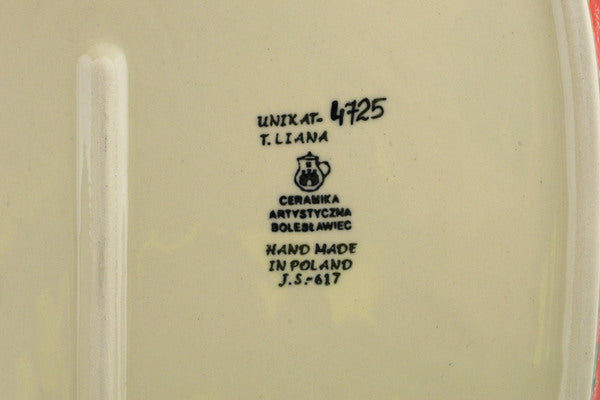 UNIKAT- 4725
T. LIANA
CERAMIKA
ARTYSTYCZNA
BOLESŁAWIEC
HAND MADE
IN POLAND
J.S.-617